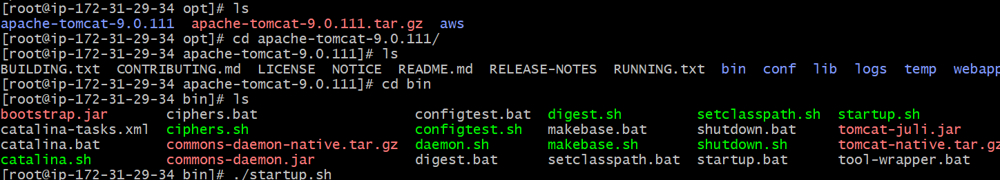 [root@ip-172-31-29-34 opt]# ls
apache-tomcat-9.0.111  apache-tomcat-9.0.111.tar.gz  aws
[root@ip-172-31-29-34 opt]# cd apache-tomcat-9.0.111/
[root@ip-172-31-29-34 apache-tomcat-9.0.111]# ls
BUILDING.txt  CONTRIBUTING.md  LICENSE  NOTICE  README.md  RELEASE-NOTES  RUNNING.txt  bin  conf  lib  logs  temp  webapp
[root@ip-172-31-29-34 apache-tomcat-9.0.111]# cd bin
[root@ip-172-31-29-34 bin]# ls
bootstrap.jar  ciphers.bat  configtest.bat  digest.sh  setclasspath.sh  startup.sh
catalina-tasks.xml  ciphers.sh  configtest.sh  makebase.bat  shutdown.bat  tomcat-juli.jar
catalina.bat  commons-daemon-native.tar.gz  daemon.sh  makebase.sh  shutdown.sh  tomcat-native.tar.gz
catalina.sh  commons-daemon.jar  digest.bat  setclasspath.bat  startup.bat  tool-wrapper.bat
[root@ip-172-31-29-34 bin]# ./startup.sh